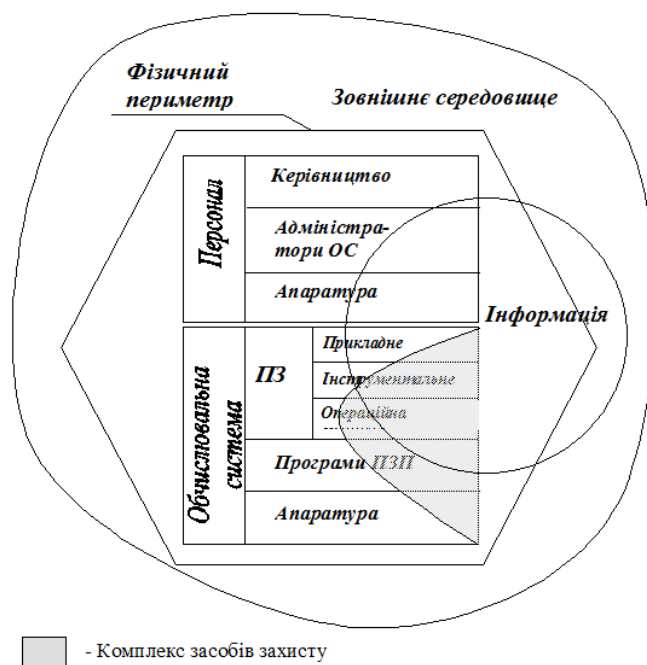 Фізичний
периметр
Зовнішнє середовище
Персонал
Керівництво
Адміністра-
тори ОС
Апаратура
Інформація
Обчислювальна
система
ПЗ
Прикладне
Інструментальне
Операційна
Програми ПЗП
Апаратура
- Комплекс засобів захисту